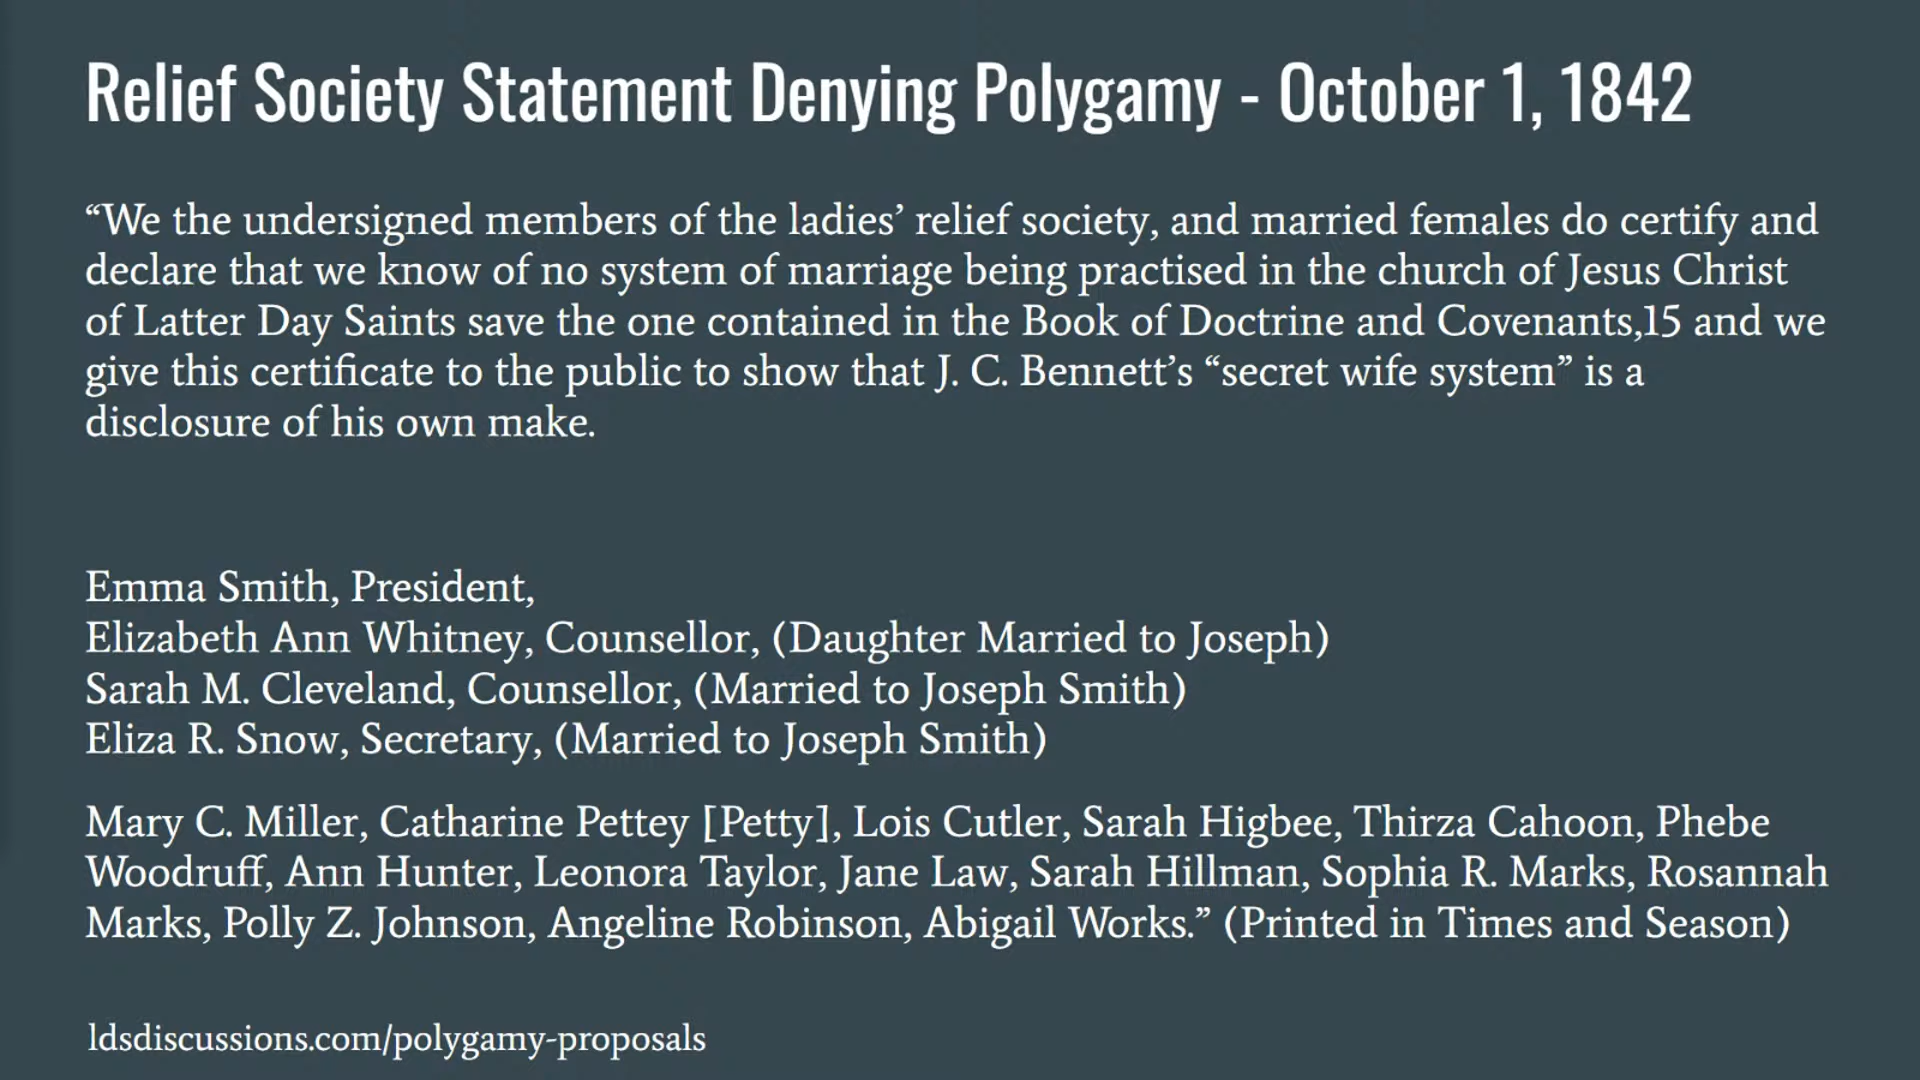 Relief Society Statement Denying Polygamy - October 1, 1842
“We the undersigned members of the ladies’ relief society, and married females do certify and
declare that we know of no system of marriage being practised in the church of Jesus Christ
of Latter Day Saints save the one contained in the Book of Doctrine and Covenants,15 and we
give this certificate to the public to show that J. C. Bennett’s “secret wife system” is a
disclosure of his own make.
Emma Smith, President,
Elizabeth Ann Whitney, Counsellor, (Daughter Married to Joseph)
Sarah M. Cleveland, Counsellor, (Married to Joseph Smith)
Eliza R. Snow, Secretary, (Married to Joseph Smith)
Mary C. Miller, Catharine Pettey [Petty], Lois Cutler, Sarah Higbee, Thirza Cahoon, Phebe
Woodruff, Ann Hunter, Leonora Taylor, Jane Law, Sarah Hillman, Sophia R. Marks, Rosannah
Marks, Polly Z. Johnson, Angeline Robinson, Abigail Works.” (Printed in Times and Season)
ldsdiscussions.com/polygamy-proposals